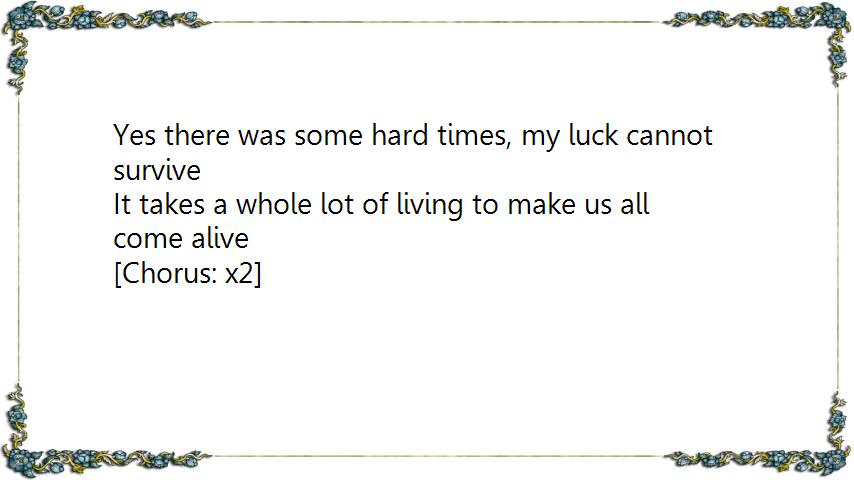 Yes there was some hard times, my luck cannot
survive
It takes a whole lot of living to make us all
come alive
[Chorus: x2]